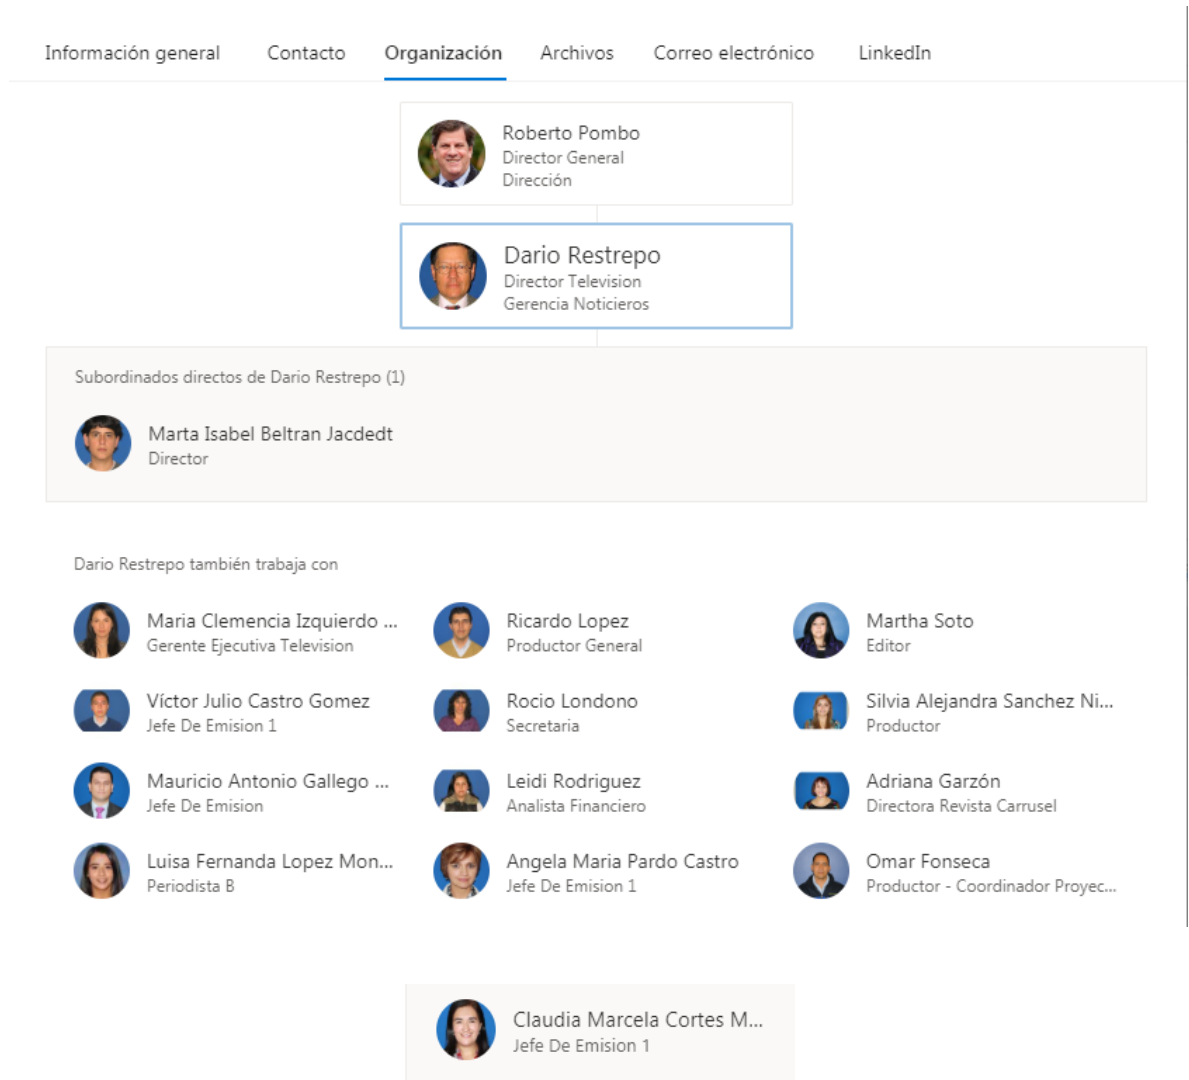 Información general Contacto Organización Archivos Correo electrónico LinkedIn
Roberto Pombo
Director General
Dirección
Dario Restrepo
Director Television
Gerencia Noticieros
Subordinados directos de Dario Restrepo (1)
Marta Isabel Beltran Jacdedt
Director
Dario Restrepo también trabaja con
Maria Clemencia Izquierdo ...
Gerente Ejecutiva Television
Ricardo Lopez
Productor General
Martha Soto
Editor
Víctor Julio Castro Gomez
Jefe De Emision 1
Rocio Londono
Secretaria
Silvia Alejandra Sanchez Ni...
Productor
Mauricio Antonio Gallego ...
Jefe De Emision
Leidi Rodriguez
Analista Financiero
Adriana Garzón
Directora Revista Carrusel
Luisa Fernanda Lopez Mon...
Periodista B
Angela Maria Pardo Castro
Jefe De Emision 1
Omar Fonseca
Productor - Coordinador Proyec...
Claudia Marcela Cortes M...
Jefe De Emision 1